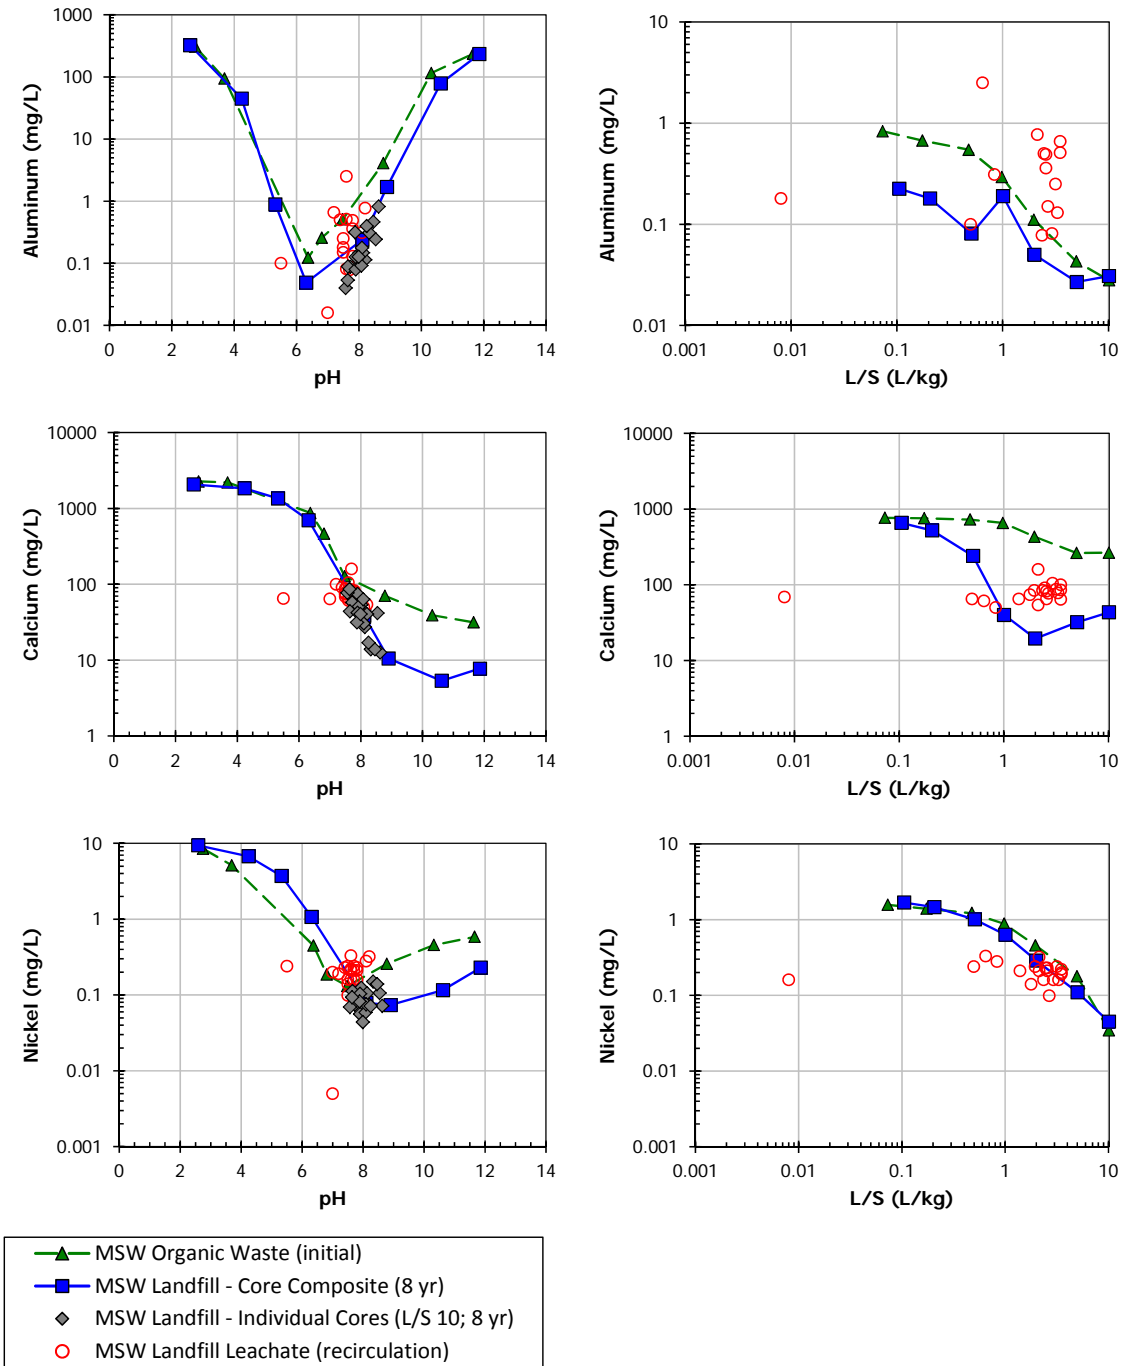 1000
100
10
1
0.1
0.01
Aluminum (mg/L)
0 2 4 6 8 10 12 14
pH
10
1
0.1
0.01
Aluminum (mg/L)
0.001 0.01 0.1 1 10
L/S (L/kg)
10000
1000
100
10
1
Calcium (mg/L)
0 2 4 6 8 10 12 14
pH
10000
1000
100
10
1
Calcium (mg/L)
0.001 0.01 0.1 1 10
L/S (L/kg)
10
1
0.1
0.01
0.001
Nickel (mg/L)
0 2 4 6 8 10 12 14
pH
10
1
0.1
0.01
0.001
Nickel (mg/L)
0.001 0.01 0.1 1 10
L/S (L/kg)
MSW Organic Waste (initial)
MSW Landfill - Core Composite (8 yr)
MSW Landfill - Individual Cores (L/S 10; 8 yr)
MSW Landfill Leachate (recirculation)